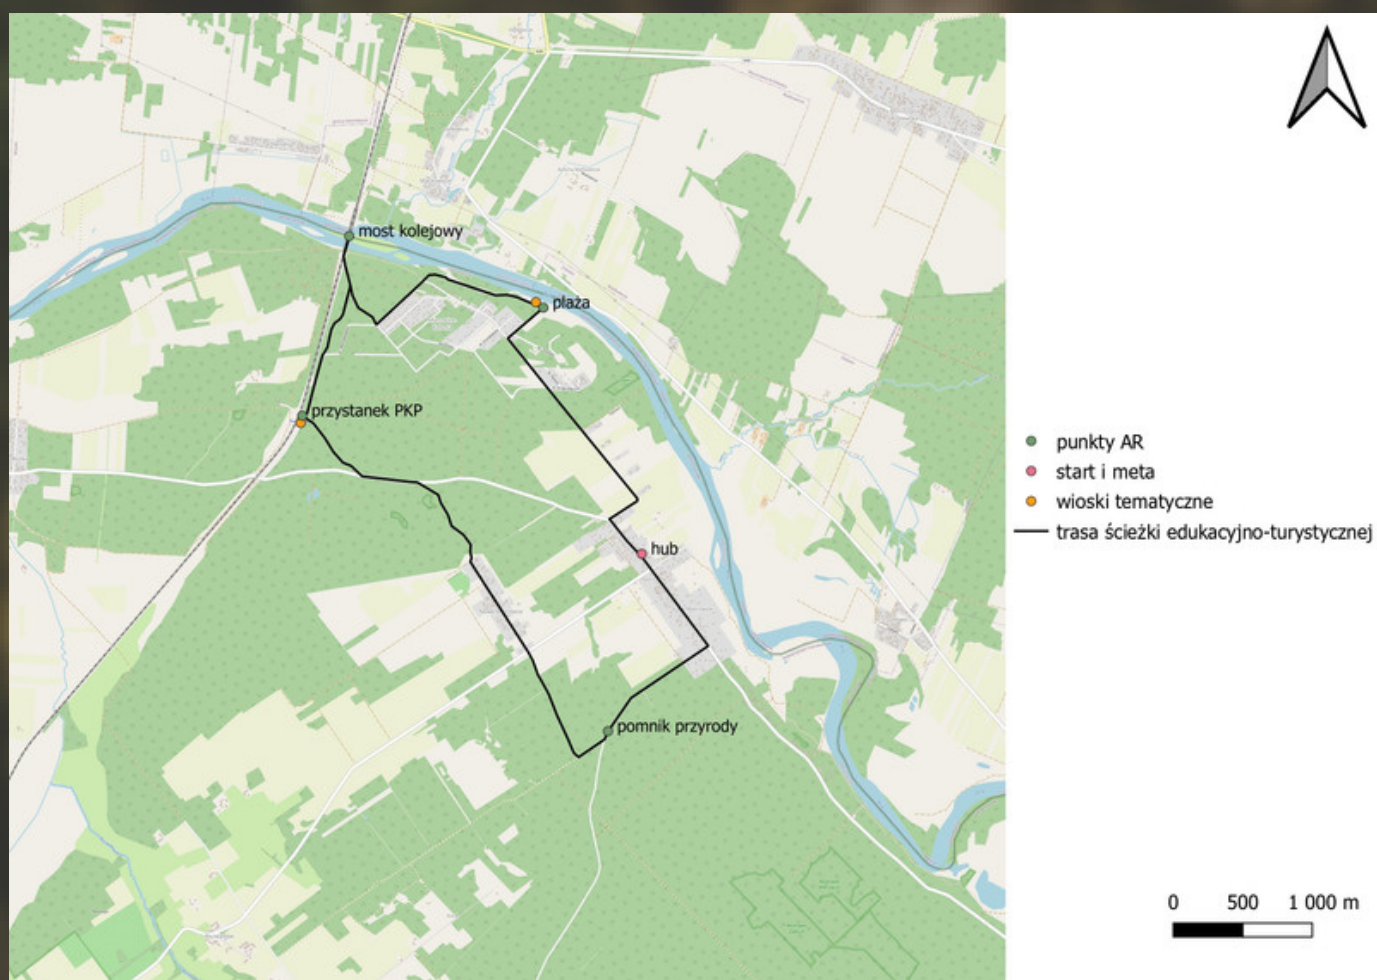 most kolejowy
plaża
przystanek PKP
hub
pomnik przyrody
punkty AR
start i meta
wioski tematyczne
trasa ścieżki edukacyjno-turystycznej
0 500 1 000 m